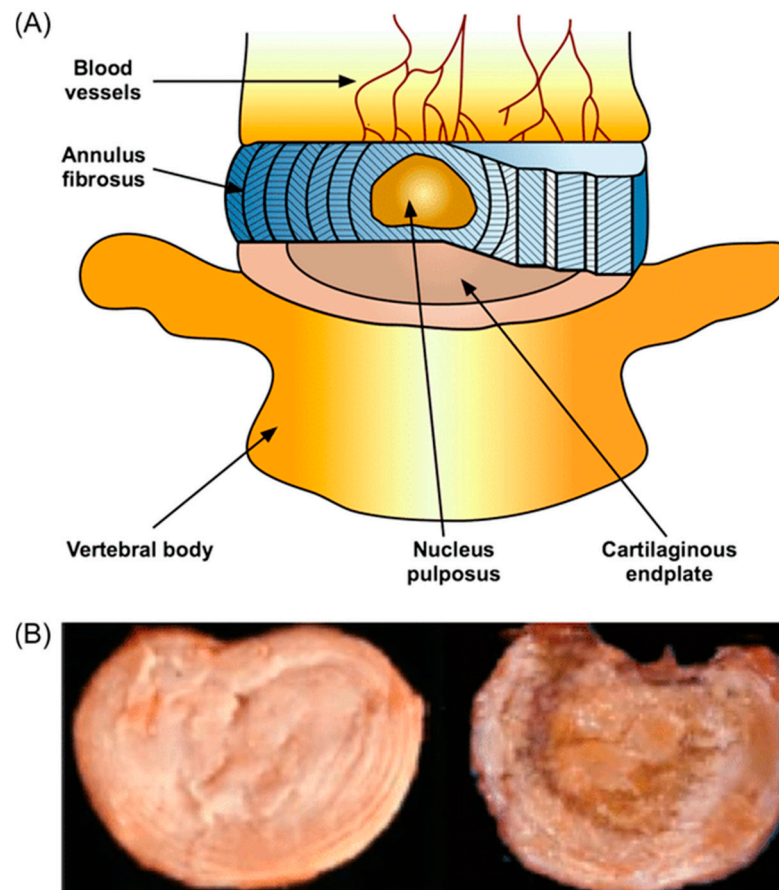 (A)
Blood
vessels
Annulus
fibrosus
Vertebral body
Nucleus
pulposus
Cartilaginous
endplate
(B)